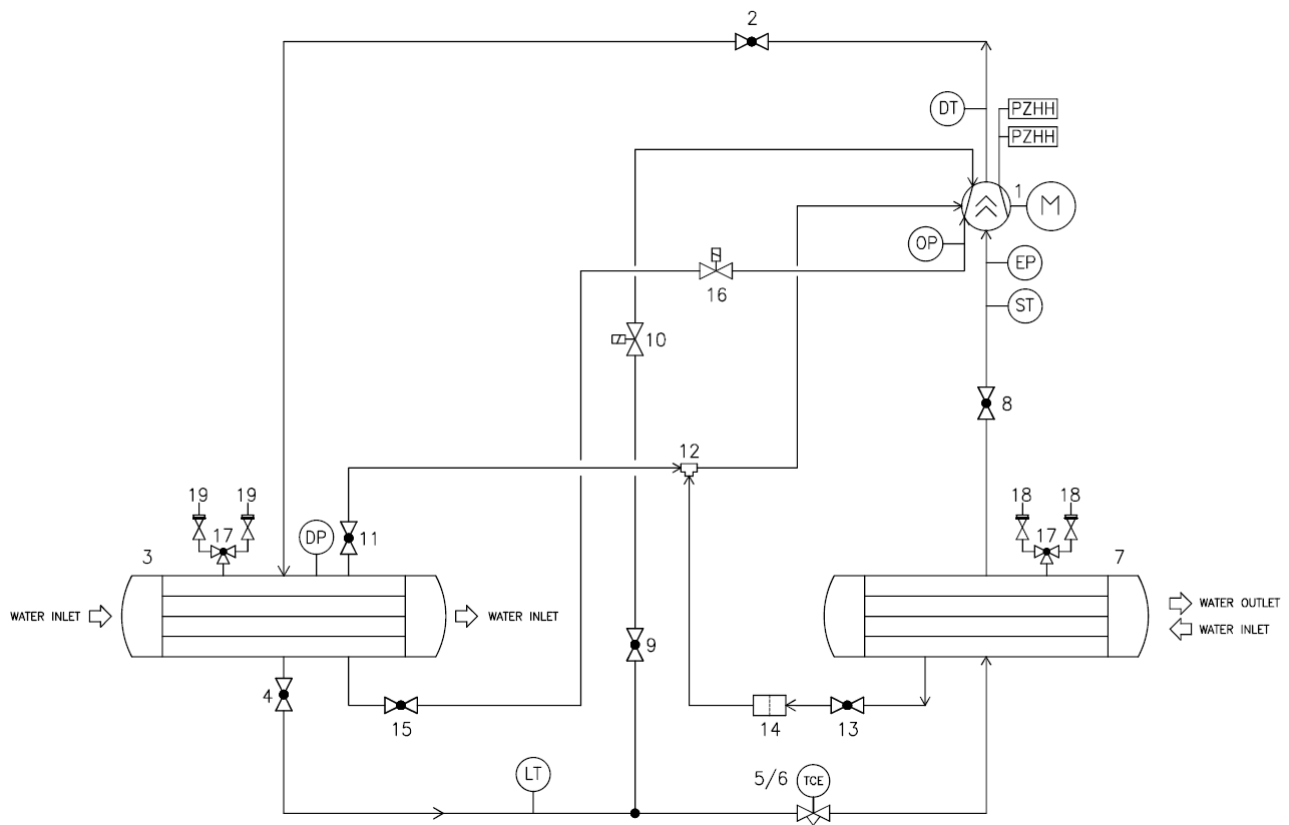 2
DT
PZHH
PZHH
1
M
OP
EP
16
ST
10
8
12
19
19
18
18
17
DP
11
17
3
7
WATER INLET
WATER INLET
WATER OUTLET
WATER INLET
9
4
15
14
13
LT
5/6
TCE